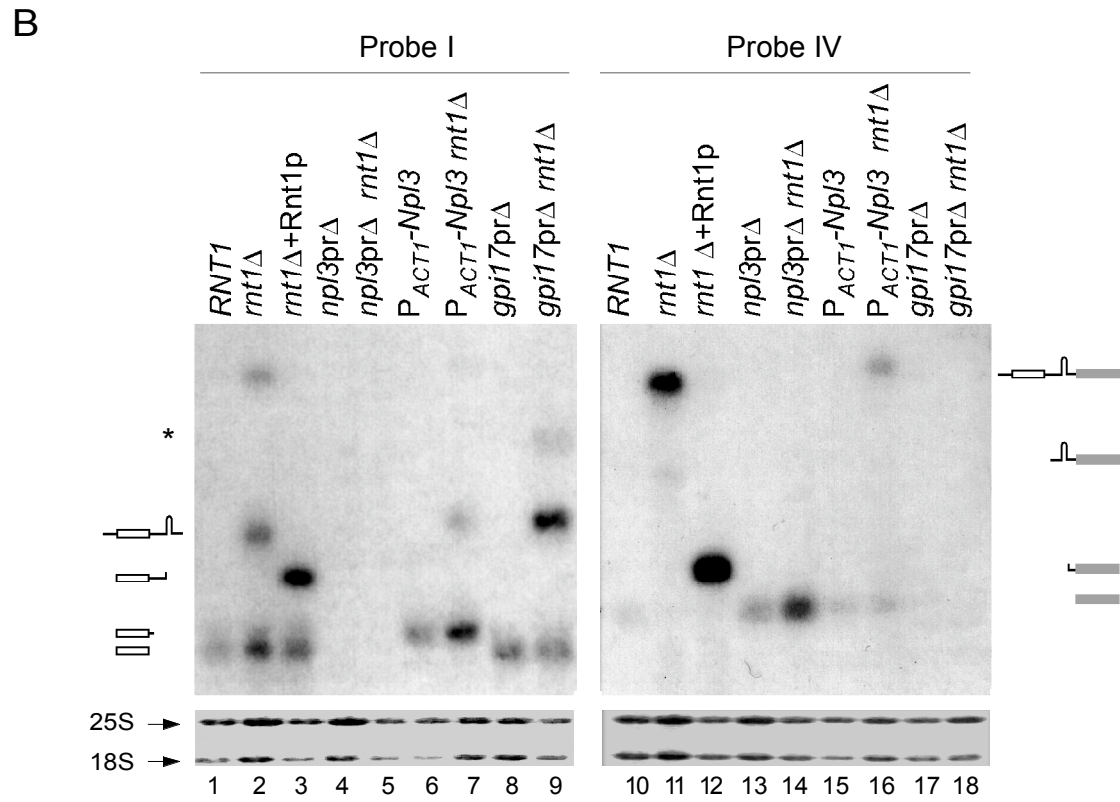 B
Probe I
Probe IV
RNT1
rnt1Δ
rnt1Δ+Rnt1p
npl3prΔ
npl3prΔ rnt1Δ
PACT1-Npl3
PACT1-Npl3 rnt1Δ
gpi17prΔ
gpi17prΔ rnt1Δ
RNT1
rnt1Δ
rnt1 Δ+Rnt1p
npl3prΔ
npl3prΔ rnt1Δ
PACT1-Npl3
PACT1-Npl3 rnt1Δ
gpi17prΔ
gpi17prΔ rnt1Δ
*
25S
18S
1 2 3 4 5 6 7 8 9 10 11 12 13 14 15 16 17 18